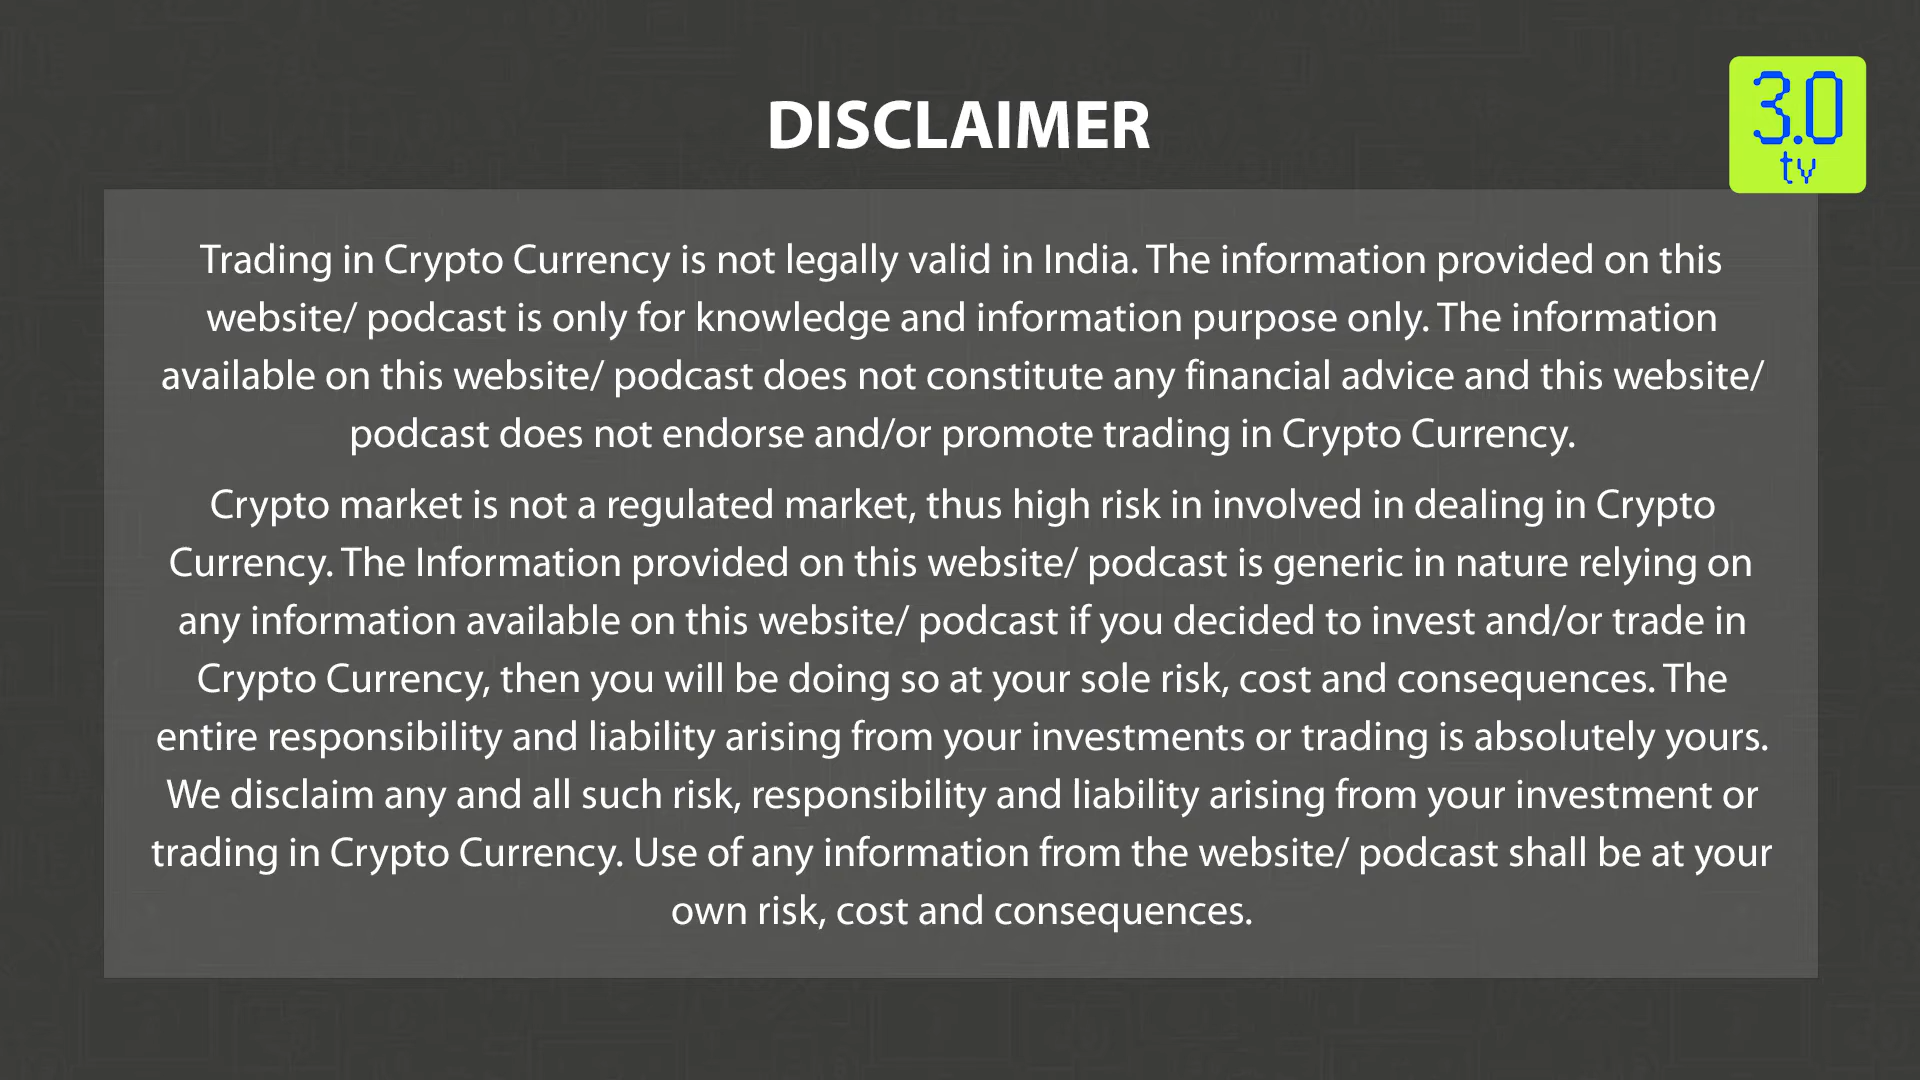 DISCLAIMER
3.0
tv
Trading in Crypto Currency is not legally valid in India. The information provided on this
website/ podcast is only for knowledge and information purpose only. The information
available on this website/ podcast does not constitute any financial advice and this website/
podcast does not endorse and/or promote trading in Crypto Currency.
Crypto market is not a regulated market, thus high risk in involved in dealing in Crypto
Currency. The Information provided on this website/ podcast is generic in nature relying on
any information available on this website/ podcast if you decided to invest and/or trade in
Crypto Currency, then you will be doing so at your sole risk, cost and consequences. The
entire responsibility and liability arising from your investments or trading is absolutely yours.
We disclaim any and all such risk, responsibility and liability arising from your investment or
trading in Crypto Currency. Use of any information from the website/ podcast shall be at your
own risk, cost and consequences.